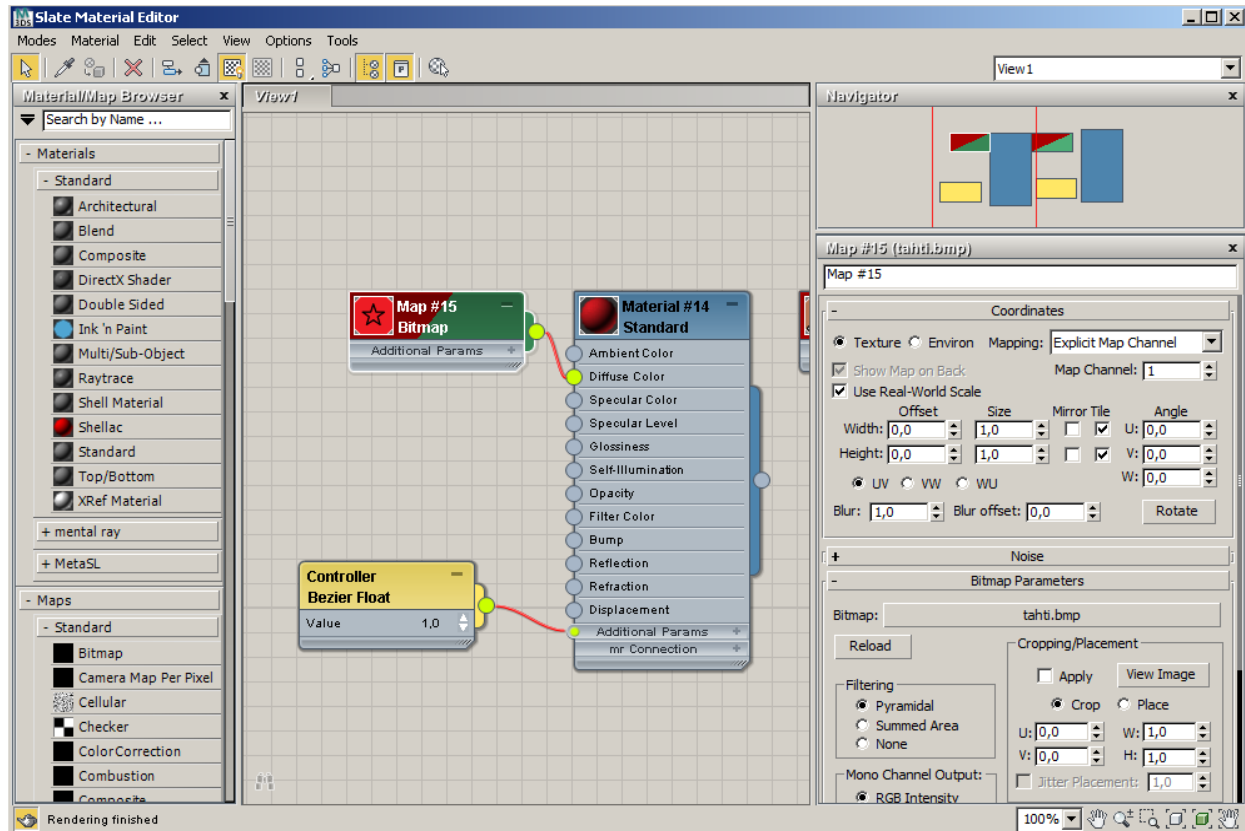 Slate Material Editor
Modes Material Edit Select View Options Tools
View1
Material/Map Browser x
Search by Name ...
- Materials
- Standard
Architectural
Blend
Composite
DirectX Shader
Double Sided
Ink 'n Paint
Multi/Sub-Object
Raytrace
Shell Material
Shellac
Standard
Top/Bottom
XRef Material
+ mental ray
+ MetaSL
- Maps
- Standard
Bitmap
Camera Map Per Pixel
Cellular
Checker
ColorCorrection
Combustion
Composite
View1
Map #15
Bitmap
Additional Params +
Material #14
Standard
Ambient Color
Diffuse Color
Specular Color
Specular Level
Glossiness
Self-Illumination
Opacity
Filter Color
Bump
Reflection
Refraction
Displacement
Additional Params +
mr Connection +
Controller
Bezier Float
Value 1,0
Navigator x
Map #15 (tahti.bmp) x
Map #15
- Coordinates
Texture Environ Mapping: Explicit Map Channel
Show Map on Back Map Channel: 1
Use Real-World Scale
Offset Size Mirror Tile Angle
Width: 0,0 1,0 U: 0,0
Height: 0,0 1,0 V: 0,0
UV VW WU W: 0,0
Blur: 1,0 Blur offset: 0,0 Rotate
+ Noise
- Bitmap Parameters
Bitmap: tahti.bmp
Reload
Filtering
Pyramidal
Summed Area
None
Mono Channel Output:
RGB Intensity
Cropping/Placement
Apply View Image
Crop Place
U: 0,0 W: 1,0
V: 0,0 H: 1,0
Jitter Placement: 1,0
Rendering finished
100%